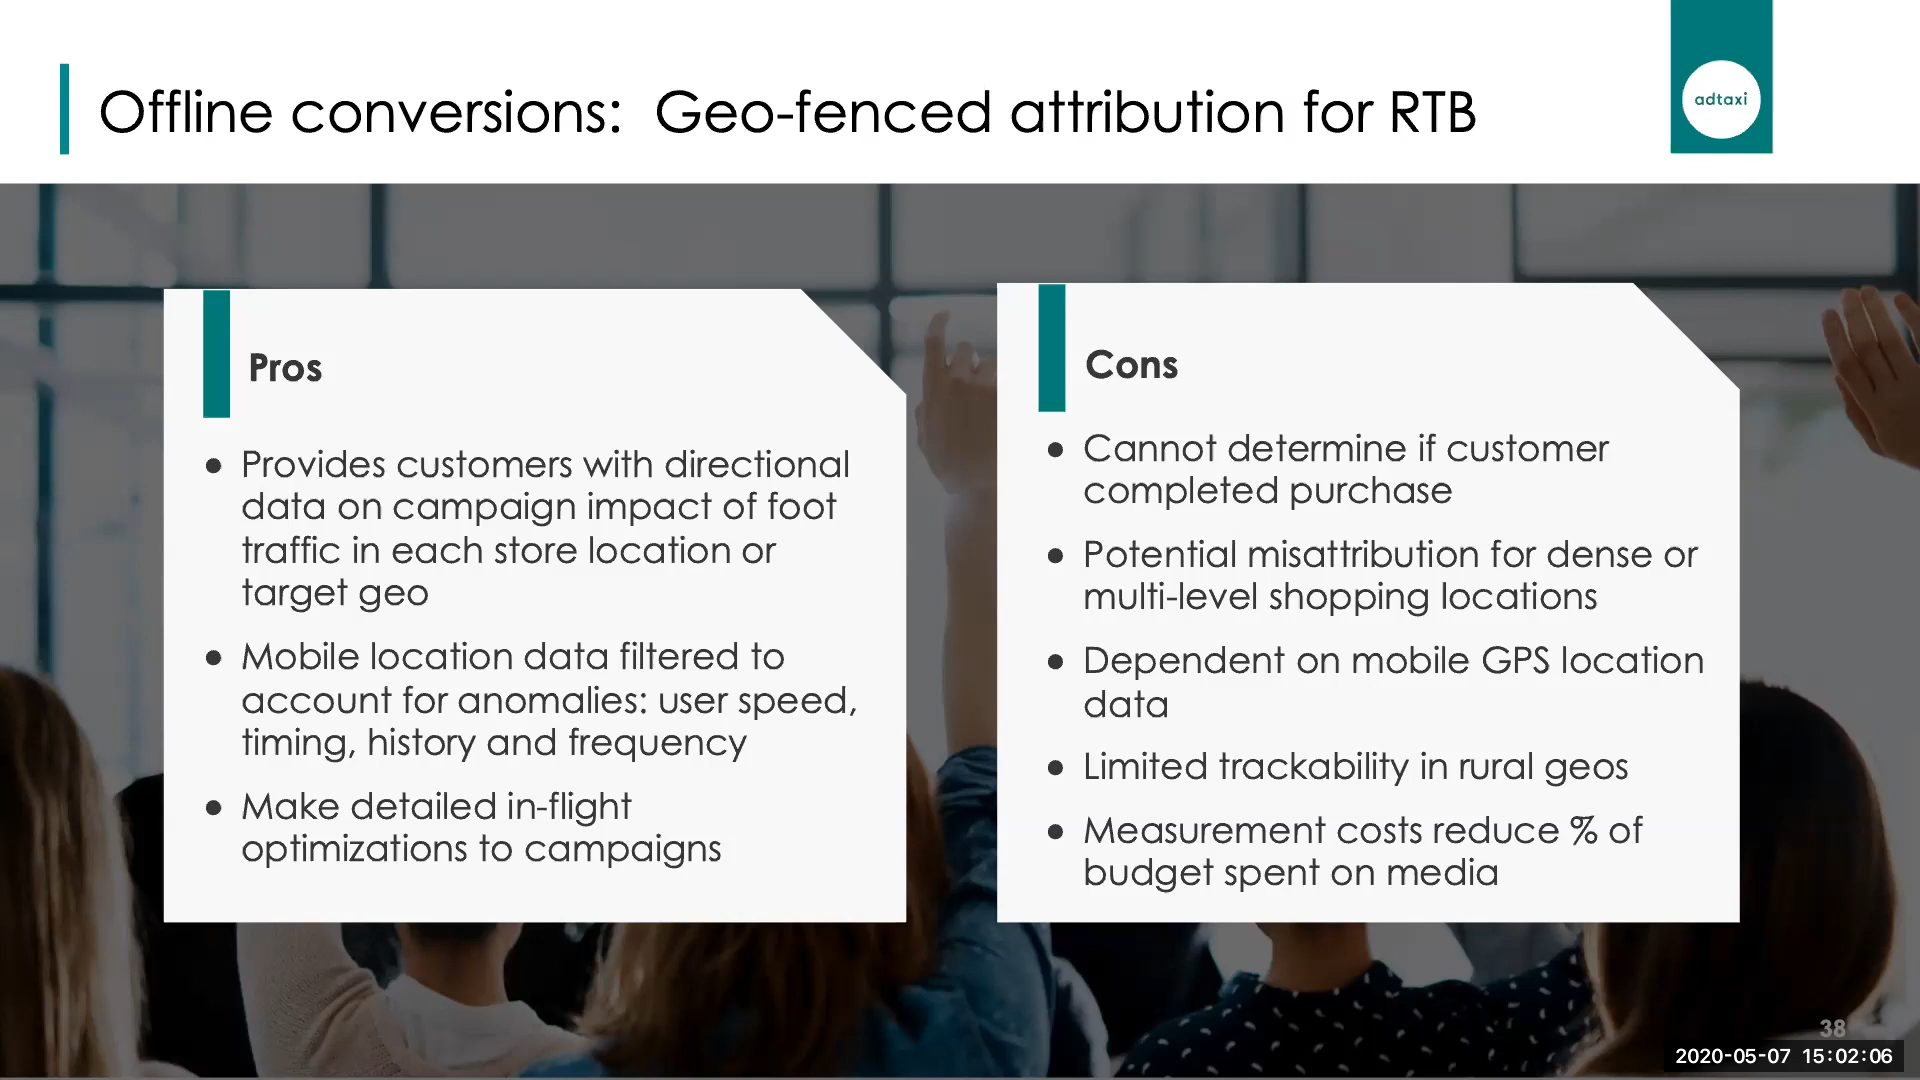 Offline conversions:  Geo-fenced attribution for RTB
adtaxi
Pros
● Provides customers with directional
data on campaign impact of foot
traffic in each store location or
target geo
● Mobile location data filtered to
account for anomalies: user speed,
timing, history and frequency
● Make detailed in-flight
optimizations to campaigns
Cons
● Cannot determine if customer
completed purchase
● Potential misattribution for dense or
multi-level shopping locations
● Dependent on mobile GPS location
data
● Limited trackability in rural geos
● Measurement costs reduce % of
budget spent on media
38
2020-05-07 15:02:06